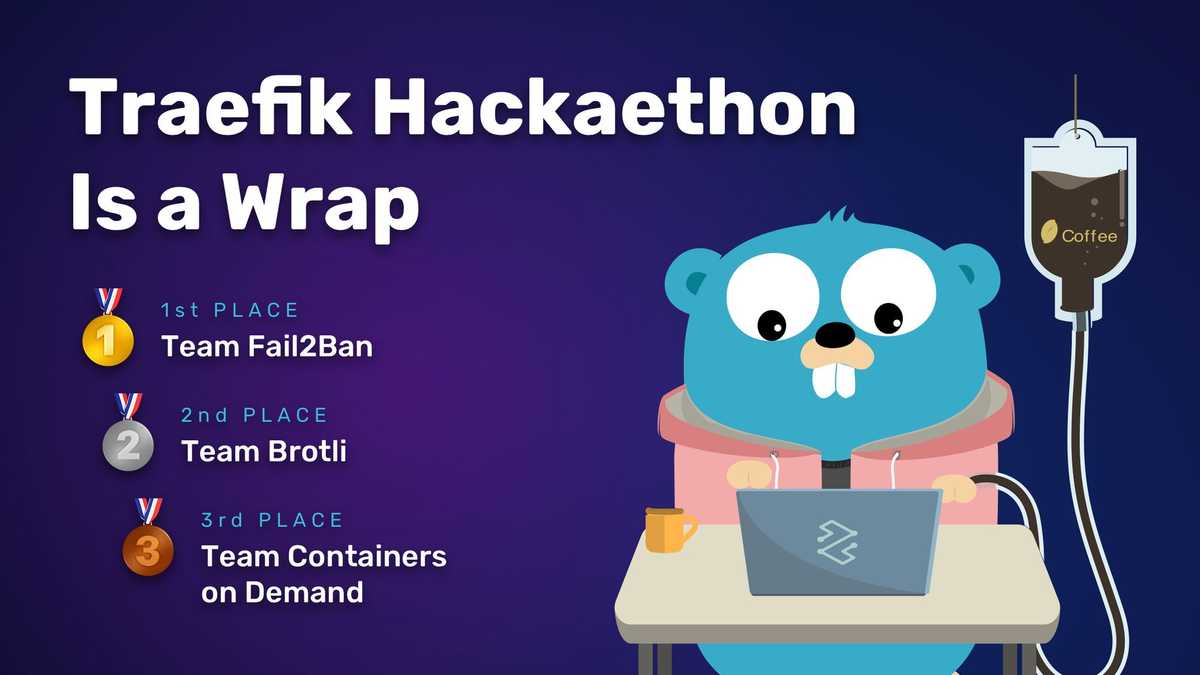 Traefik Hackaethon
Is a Wrap
1
1st PLACE
Team Fail2Ban
2
2nd PLACE
Team Brotli
3
3rd PLACE
Team Containers
on Demand
Coffee